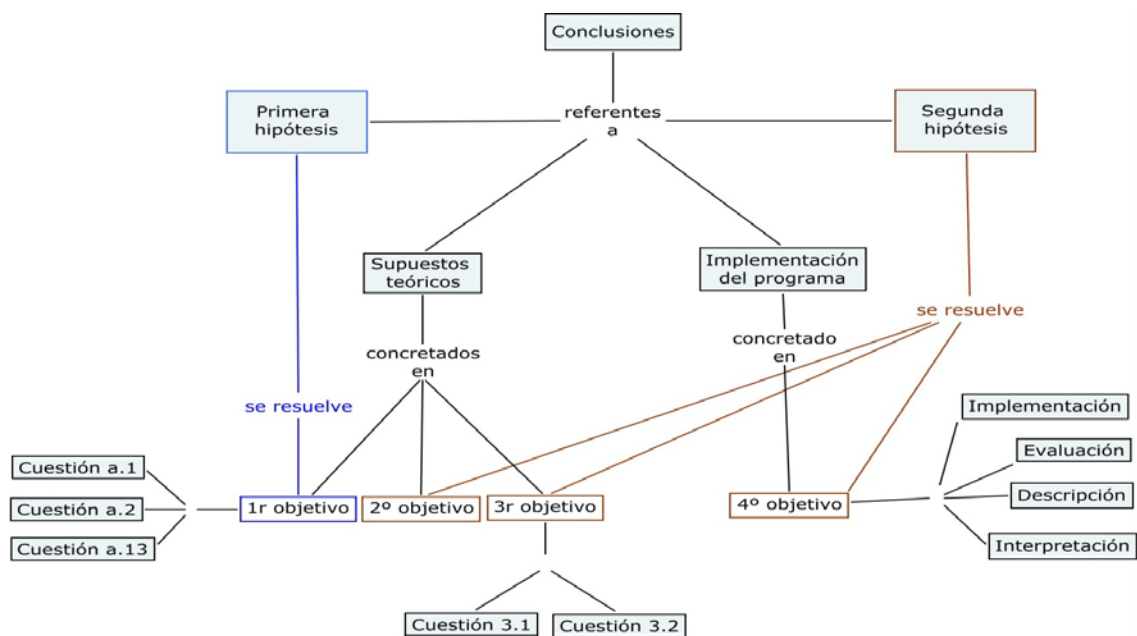 Conclusiones
Primera
hipótesis
referentes
a
Segunda
hipótesis
Supuestos
teóricos
Implementación
del programa
se resuelve
concretados
en
concretado
en
se resuelve
Implementación
Evaluación
Descripción
Interpretación
Cuestión a.1
Cuestión a.2
Cuestión a.13
1r objetivo
2º objetivo
3r objetivo
4º objetivo
Cuestión 3.1
Cuestión 3.2